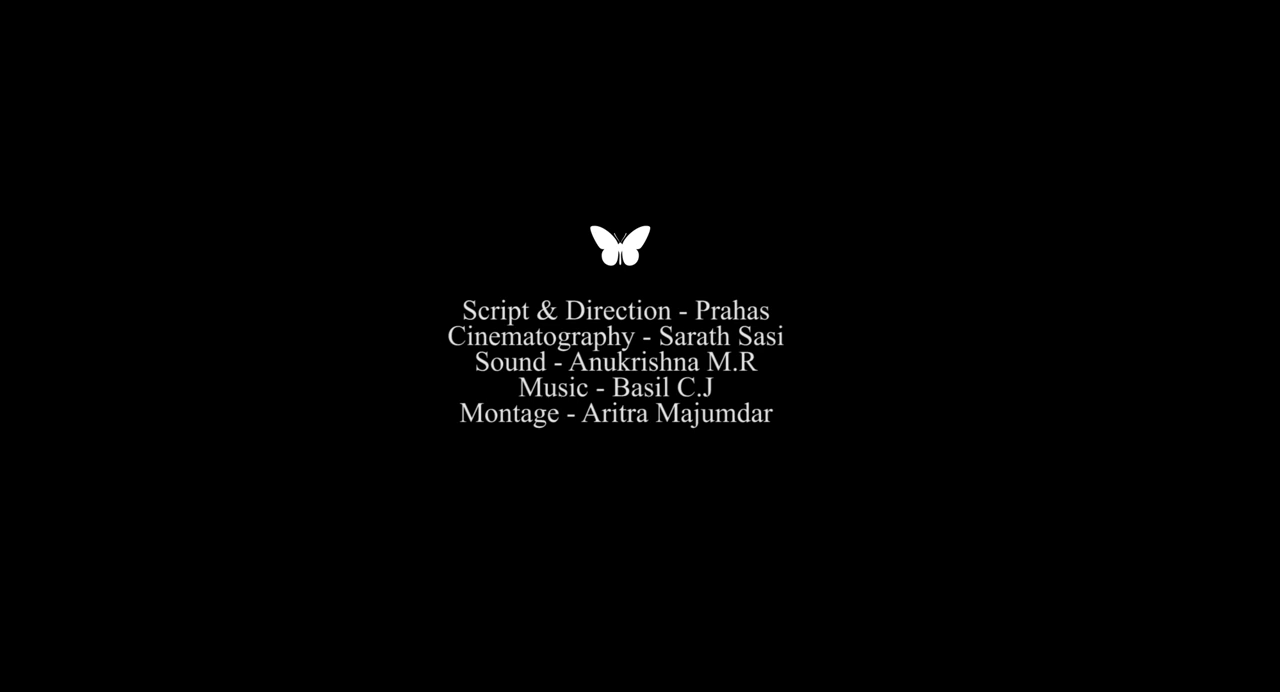 Script & Direction - Prahas
Cinematography - Sarath Sasi
Sound - Anukrishna M.R
Music - Basil C.J
Montage - Aritra Majumdar